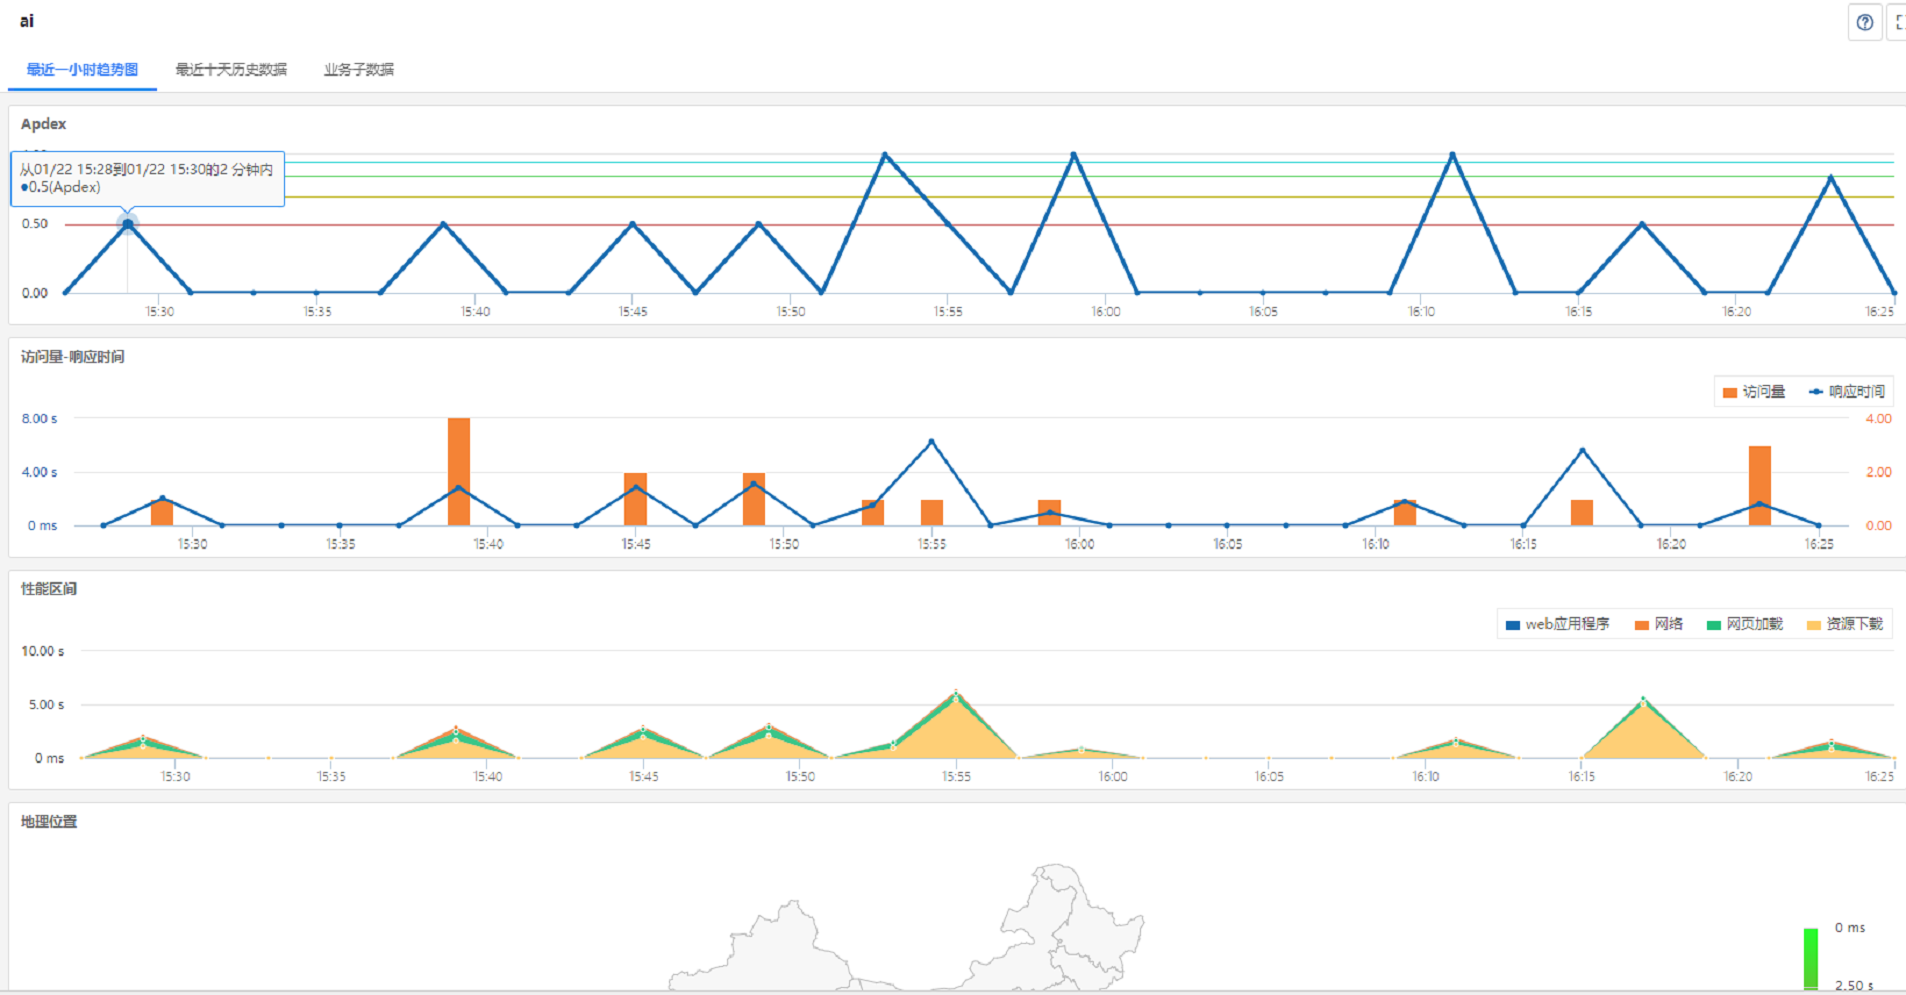 ai
最近一小时趋势图 最近十天历史数据 业务子数据
Apdex
从01/22 15:28到01/22 15:30的2 分钟内
●0.5(Apdex)
0.50
0.00
15:30 15:35 15:40 15:45 15:50 15:55 16:00 16:05 16:10 16:15 16:20 16:25
访问量-响应时间
访问量 响应时间
8.00 s 4.00
4.00 s 2.00
0 ms 0.00
15:30 15:35 15:40 15:45 15:50 15:55 16:00 16:05 16:10 16:15 16:20 16:25
性能区间
web应用程序 网络 网页加载 资源下载
10.00 s
5.00 s
0 ms
15:30 15:35 15:40 15:45 15:50 15:55 16:00 16:05 16:10 16:15 16:20 16:25
地理位置
0 ms
2.50 s